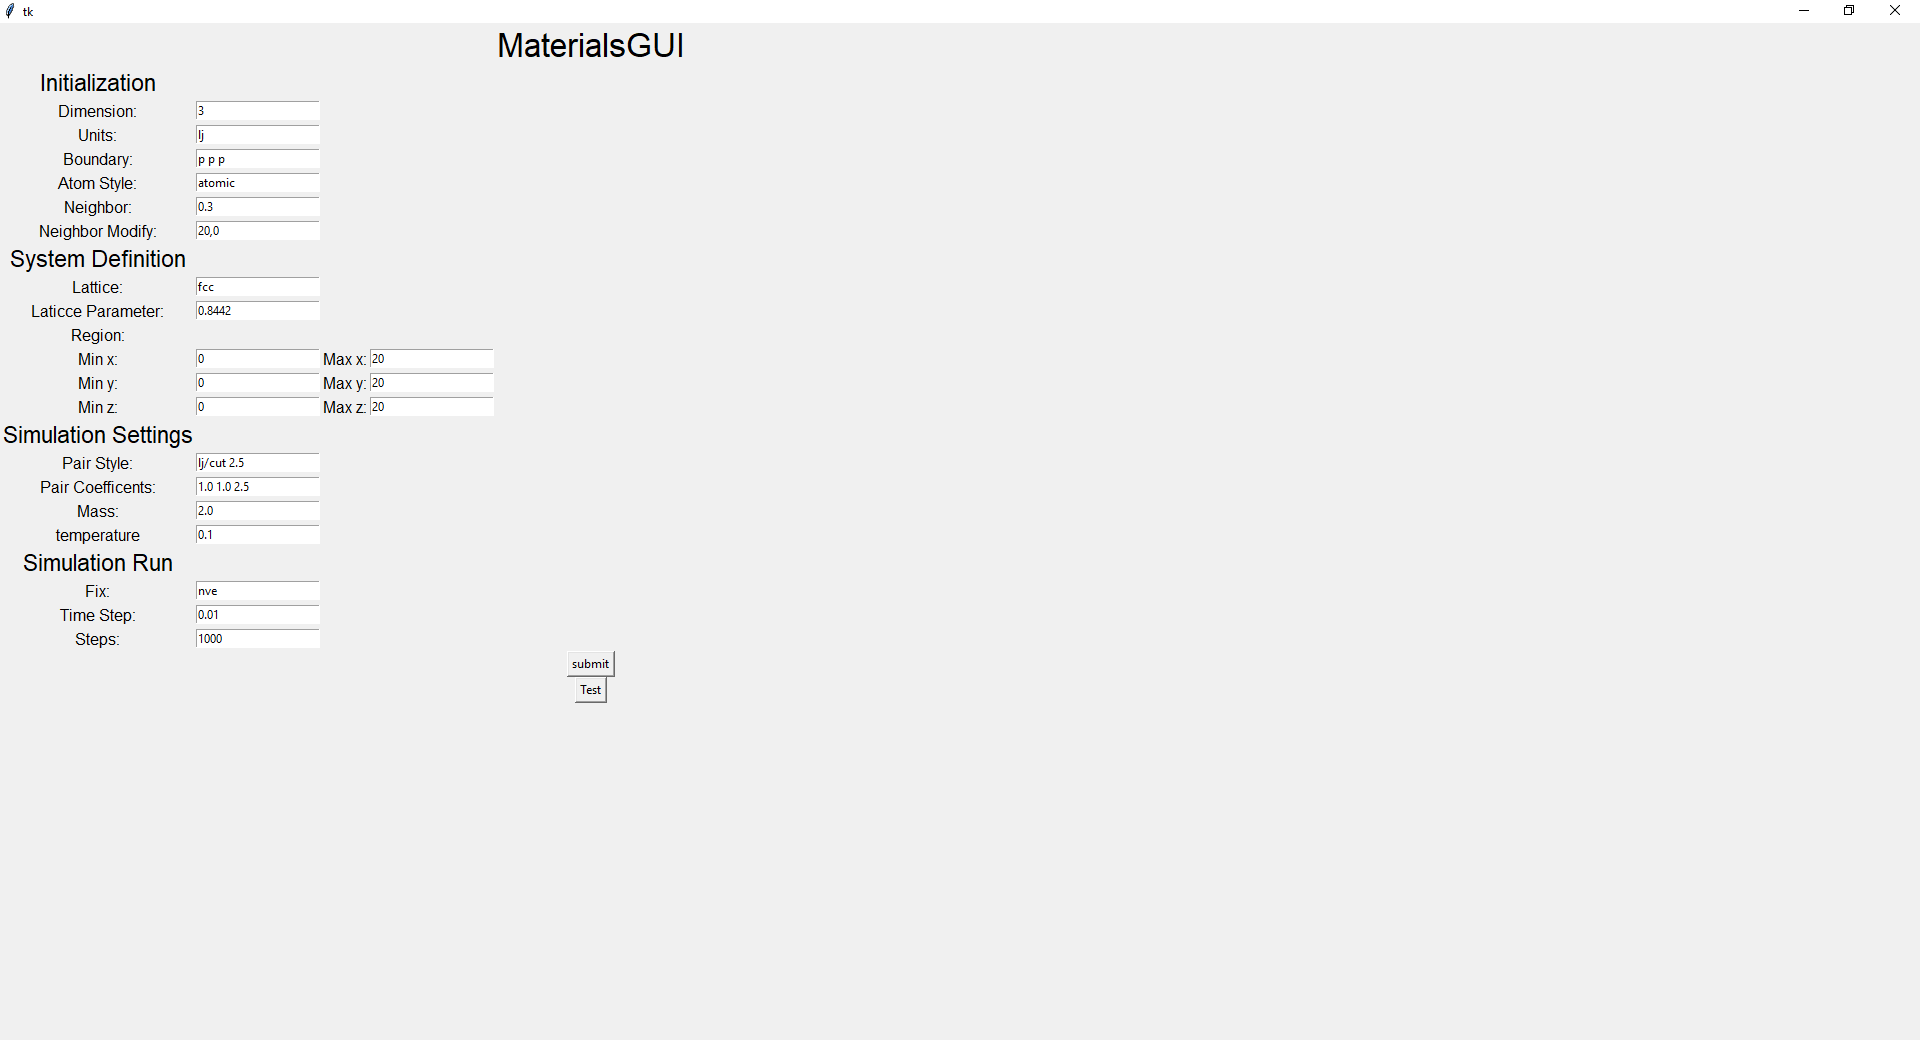 tk
MaterialsGUI
Initialization
Dimension: 3
Units: lj
Boundary: p p p
Atom Style: atomic
Neighbor: 0.3
Neighbor Modify: 20,0
System Definition
Lattice: fcc
Laticce Parameter: 0.8442
Region:
Min x: 0 Max x: 20
Min y: 0 Max y: 20
Min z: 0 Max z: 20
Simulation Settings
Pair Style: lj/cut 2.5
Pair Coefficents: 1.0 1.0 2.5
Mass: 2.0
temperature 0.1
Simulation Run
Fix: nve
Time Step: 0.01
Steps: 1000
submit
Test